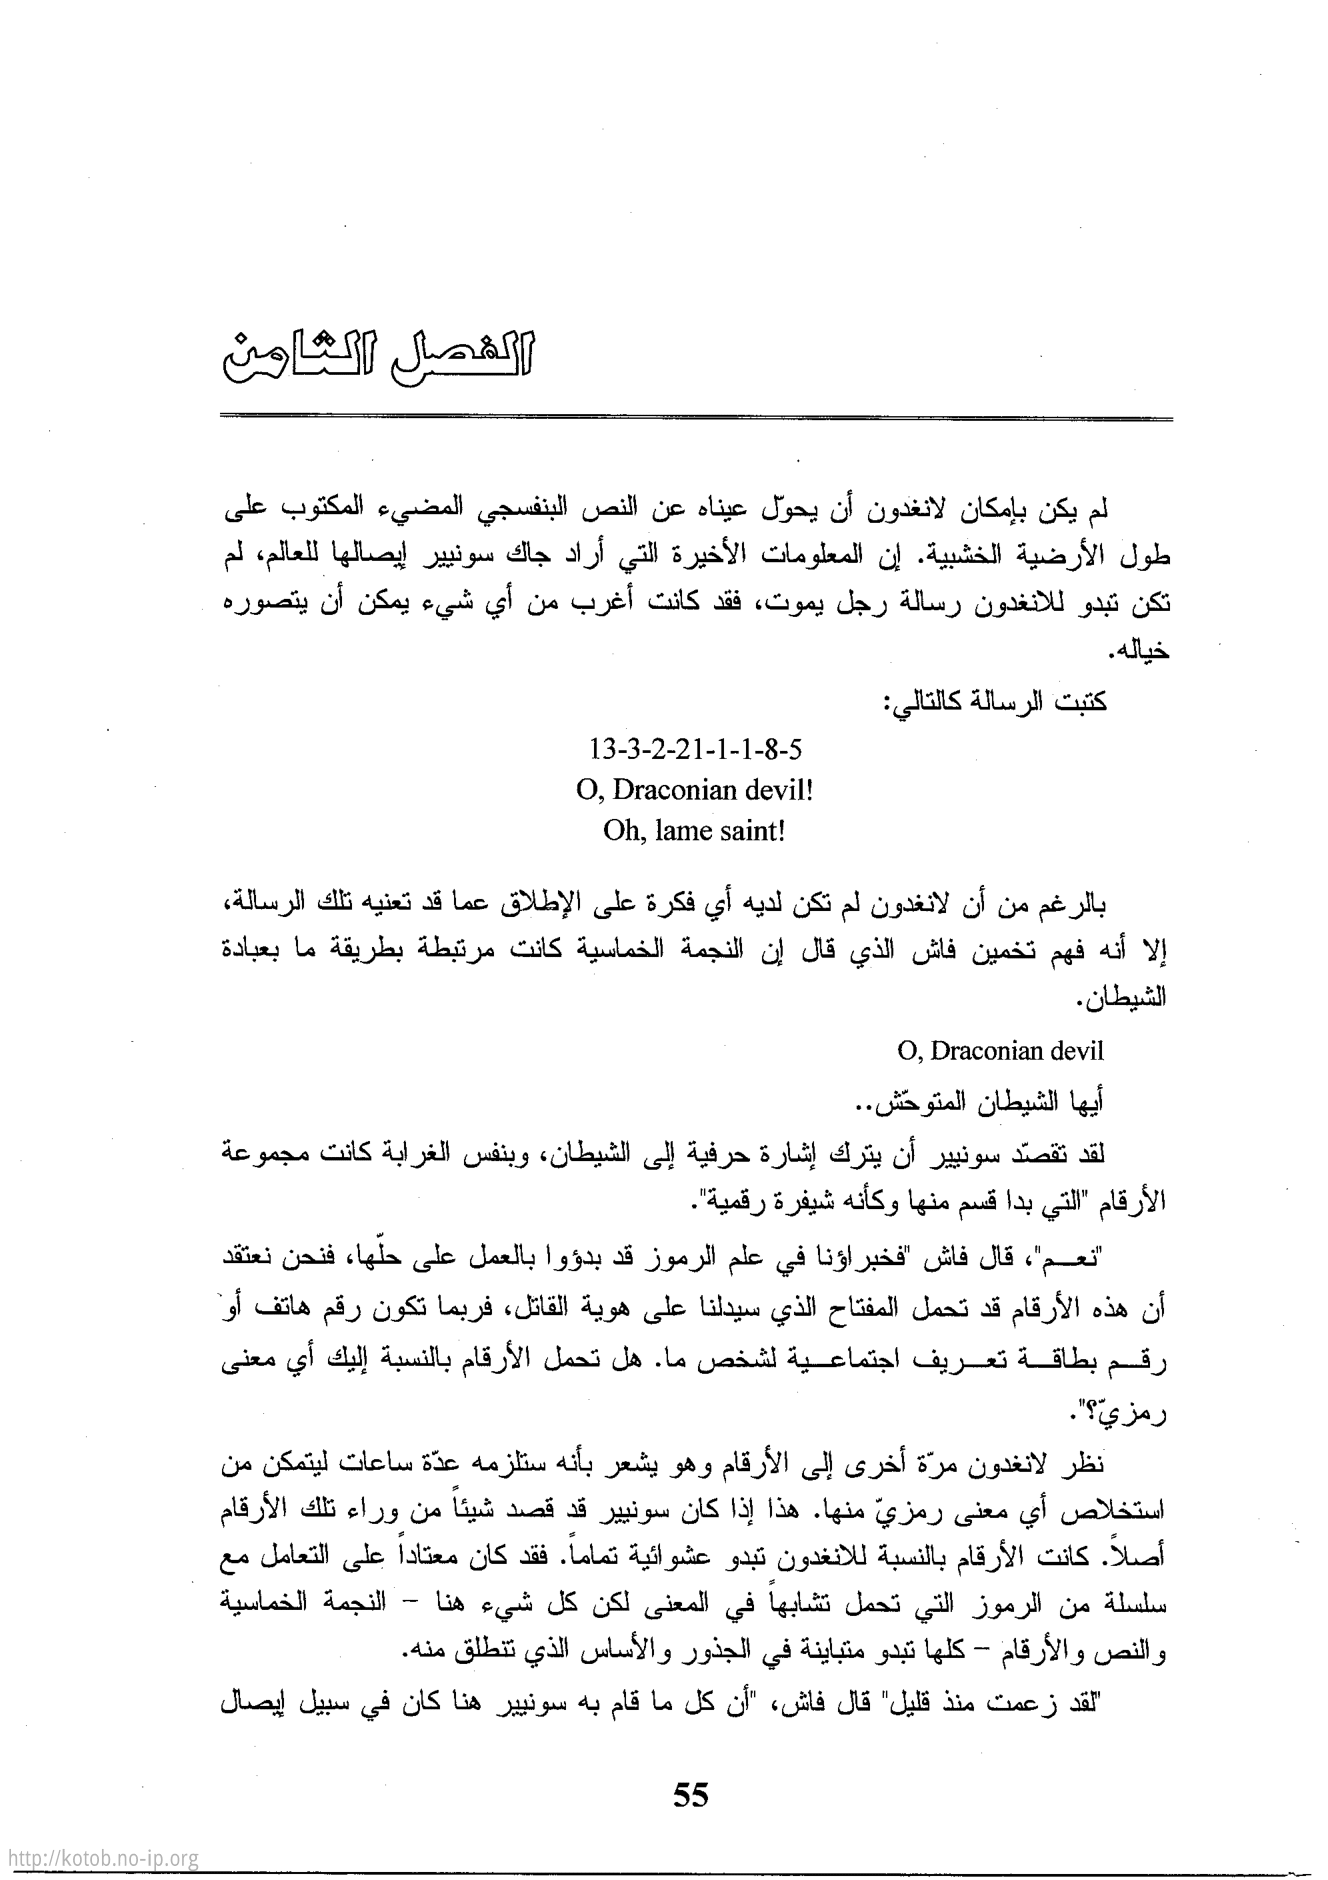 الفصل الثامن
لم يكن بإمكان لانغدون أن يحوّل عيناه عن النص البنفسجي المضيء المكتوب على
طول الأرضية الخشبية. إن المعلومات الأخيرة التي أراد جاك سونيير إيصالها للعالم، لم
تكن تبدو للانغدون رسالة رجل يموت، فقد كانت أغرب من أي شيء يمكن أن يتصوره
خياله.
كتبت الرسالة كالتالي:
13-3-2-21-1-1-8-5
O, Draconian devil!
Oh, lame saint!
بالرغم من أن لانغدون لم تكن لديه أي فكرة على الإطلاق عما قد تعنيه تلك الرسالة،
إلا أنه فهم تخمين فاش الذي قال إن النجمة الخماسية كانت مرتبطة بطريقة ما بعبادة
الشيطان.
O, Draconian devil
أيها الشيطان المتوحّش..
لقد تقصّد سونيير أن يترك إشارة حرفية إلى الشيطان، وبنفس الغرابة كانت مجموعة
الأرقام "التي بدا قسم منها وكأنه شيفرة رقمية".
"نعـــم"، قال فاش "فخبراؤنا في علم الرموز قد بدؤوا بالعمل على حلّها، فنحن نعتقد
أن هذه الأرقام قد تحمل المفتاح الذي سيدلنا على هوية القاتل، فربما تكون رقم هاتف أو
رقـــم بطاقـــة تعـــريف اجتماعـــية لشخص ما. هل تحمل الأرقام بالنسبة إليك أي معنى
رمزيّ؟".
نظر لانغدون مرّة أخرى إلى الأرقام وهو يشعر بأنه ستلزمه عدّة ساعات ليتمكن من
استخلاص أي معنى رمزيّ منها. هذا إذا كان سونيير قد قصد شيئاً من وراء تلك الأرقام
أصلاً. كانت الأرقام بالنسبة للانغدون تبدو عشوائية تماماً. فقد كان معتاداً على التعامل مع
سلسلة من الرموز التي تحمل تشابهاً في المعنى لكن كل شيء هنا – النجمة الخماسية
والنص والأرقام – كلها تبدو متباينة في الجذور والأساس الذي تنطلق منه.
"لقد زعمت منذ قليل" قال فاش، "أن كل ما قام به سونيير هنا كان في سبيل إيصال
55
http://kotob.no-ip.org